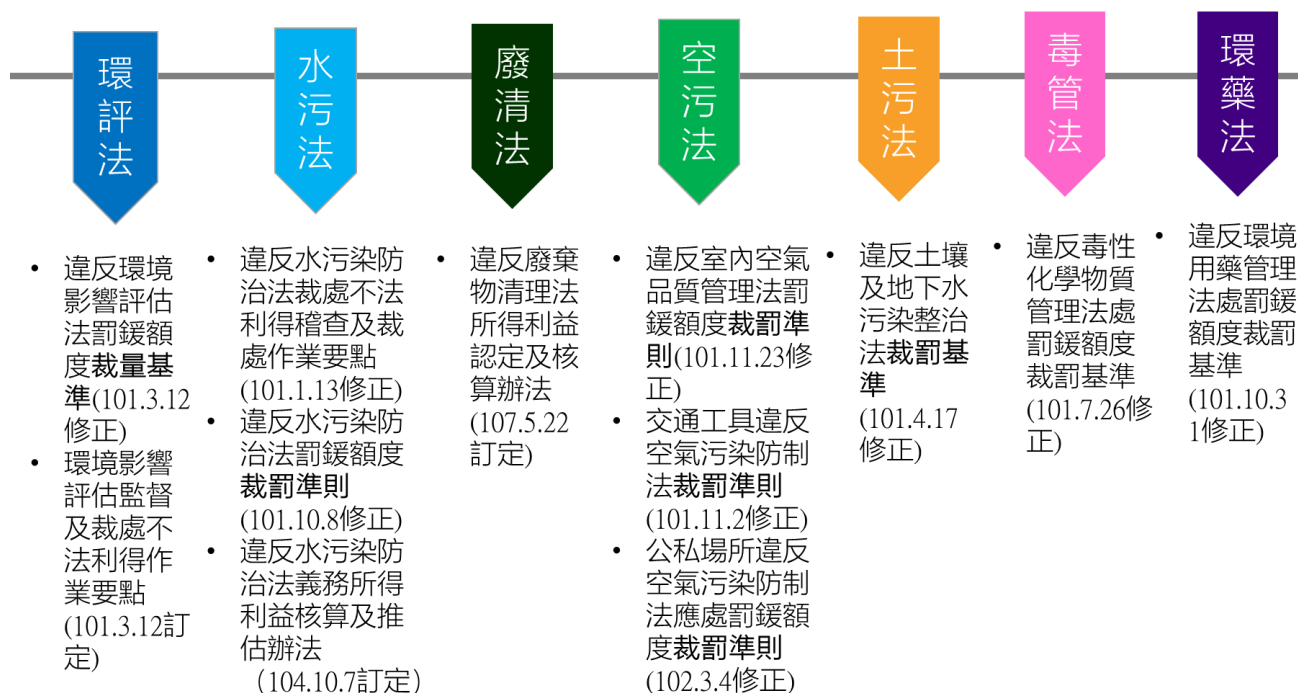 環評法
水污法
廢清法
空污法
土污法
毒管法
環藥法
• 違反環境
影響評估
法罰鍰額
度裁量基
準(101.3.12
修正)
• 環境影響
評估監督
及裁處不
法利得作
業要點
(101.3.12訂
定)
• 違反水污染防
治法裁處不法
利得稽查及裁
處作業要點
(101.1.13修正)
• 違反水污染防
治法罰鍰額度
裁罰準則
(101.10.8修正)
• 違反水污染防
治法義務所得
利益核算及推
估辦法
（104.10.7訂定）
• 違反廢棄
物清理法
所得利益
認定及核
算辦法
(107.5.22
訂定)
• 違反室內空氣
品質管理法罰
鍰額度裁罰準
則(101.11.23修
正)
• 交通工具違反
空氣污染防制
法裁罰準則
(101.11.2修正)
• 公私場所違反
空氣污染防制
法應處罰鍰額
度裁罰準則
(102.3.4修正)
• 違反土壤
及地下水
污染整治
法裁罰基
準
(101.4.17
修正)
• 違反毒性
化學物質
管理法處
罰鍰額度
裁罰基準
(101.7.26修
正)
• 違反環境
用藥管理
法處罰鍰
額度裁罰
基準
(101.10.3
1修正)